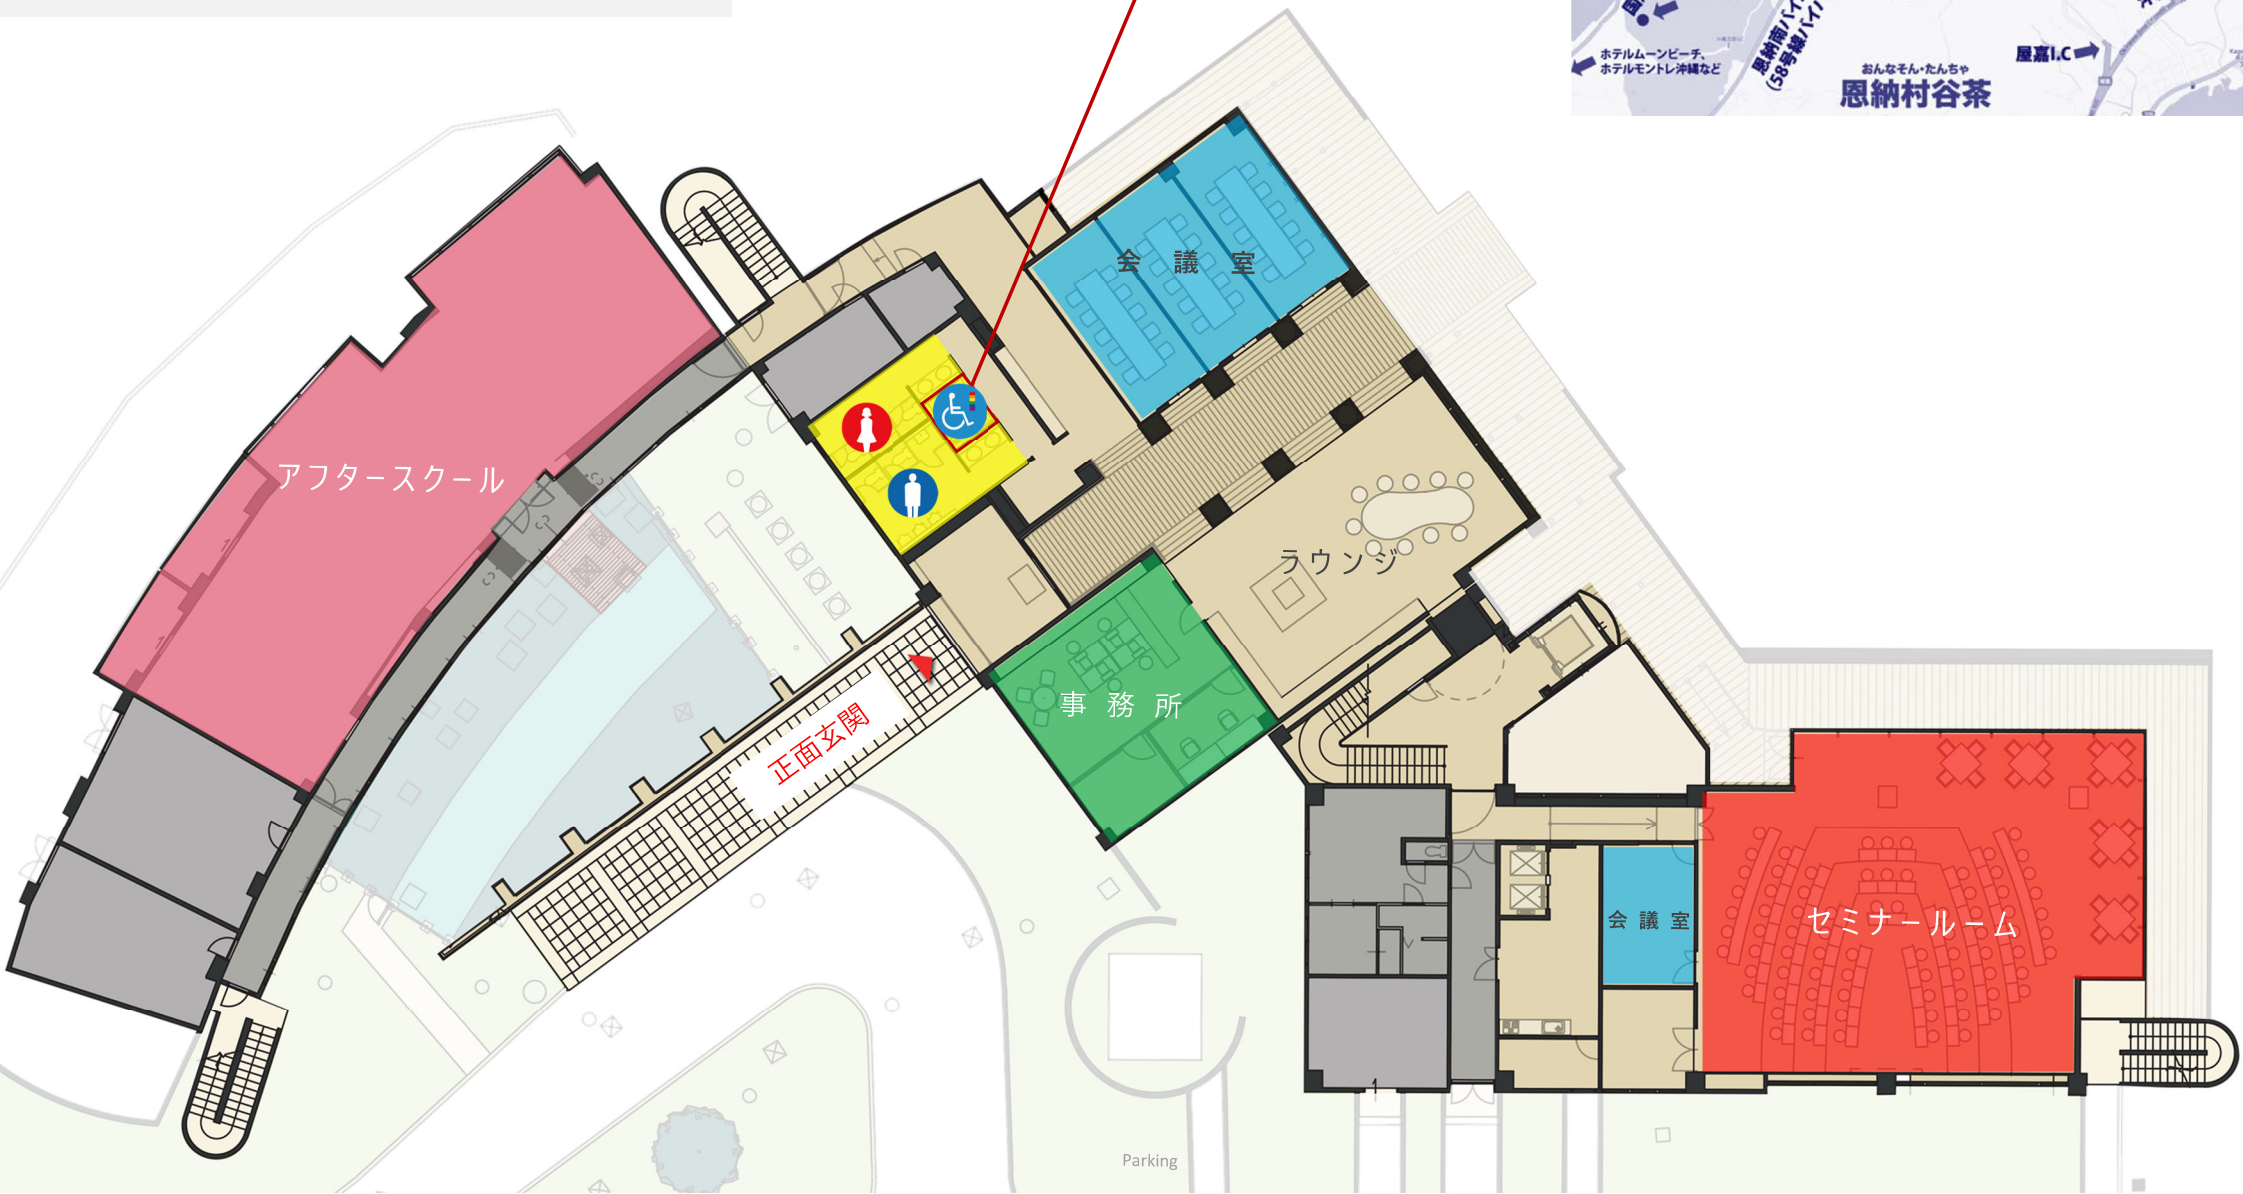 ホテルムーンビーチ、
ホテルモントレ沖縄など
恩納南バイ
(58号線バイパ
おんなそん・たんちゃ
恩納村谷茶
屋嘉I.C
会議室
アフタースクール
ラウンジ
事務所
正面玄関
会議室
セミナールーム
Parking